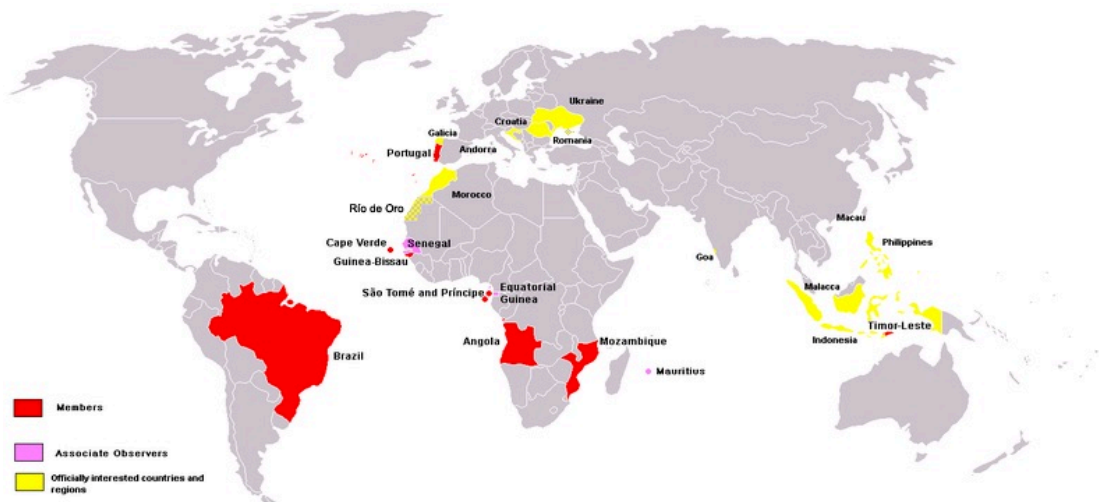 Ukraine
Croatia
Galicia
Romania
Portugal
Andorra
Morocco
Río de Oro
Macau
Cape Verde
Senegal
Philippines
Goa
Guinea-Bissau
São Tomé and Príncipe
Equatorial
Guinea
Malacca
Timor-Leste
Angola
Mozambique
Indonesia
Brazil
Mauritius
Members
Associate Observers
Officially interested countries and
regions